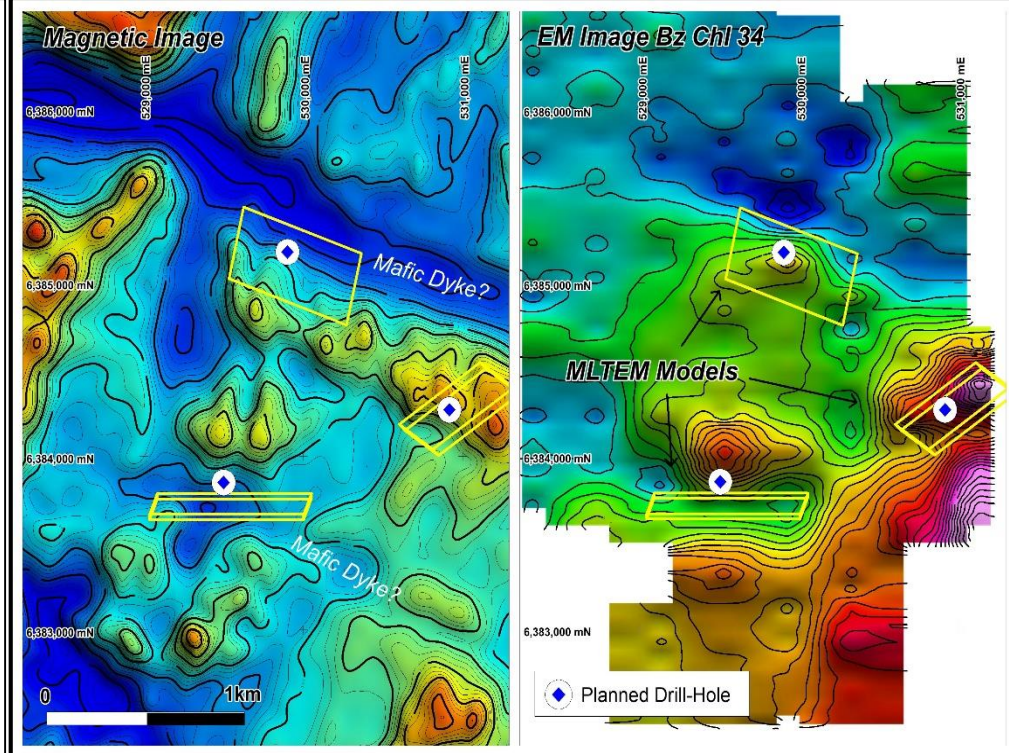 Magnetic Image
529,000 mE
530,000 mE
531,000 mE
6,386,000 mN
6,385,000 mN
Mafic Dyke?
6,384,000 mN
Mafic Dyke?
6,383,000 mN
0
1km
EM Image Bz Chl 34
529,000 mE
530,000 mE
531,000 mE
6,386,000 mN
6,385,000 mN
MLTEM Models
6,384,000 mN
6,383,000 mN
Planned Drill-Hole